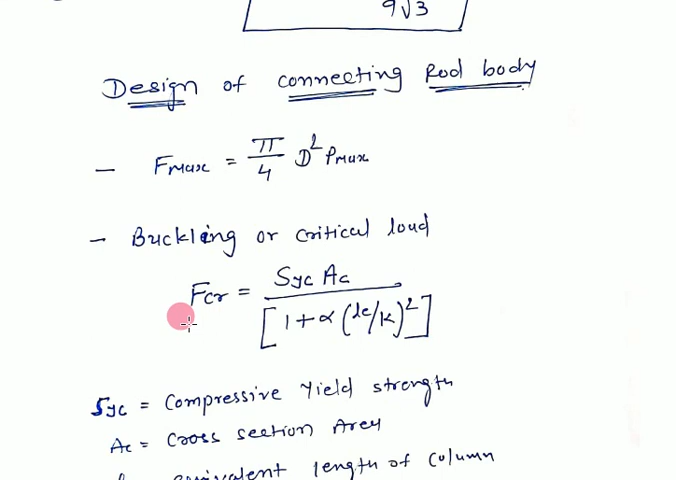 9√3
Design of connecting Rod body
- Fmax = π/4 D² Pmax
- Buckling or critical load
Fcr = Syc Ac / [1+α (le/k)²]
Syc = Compressive Yield strength
Ac = Cross section Area
equivalent length of column